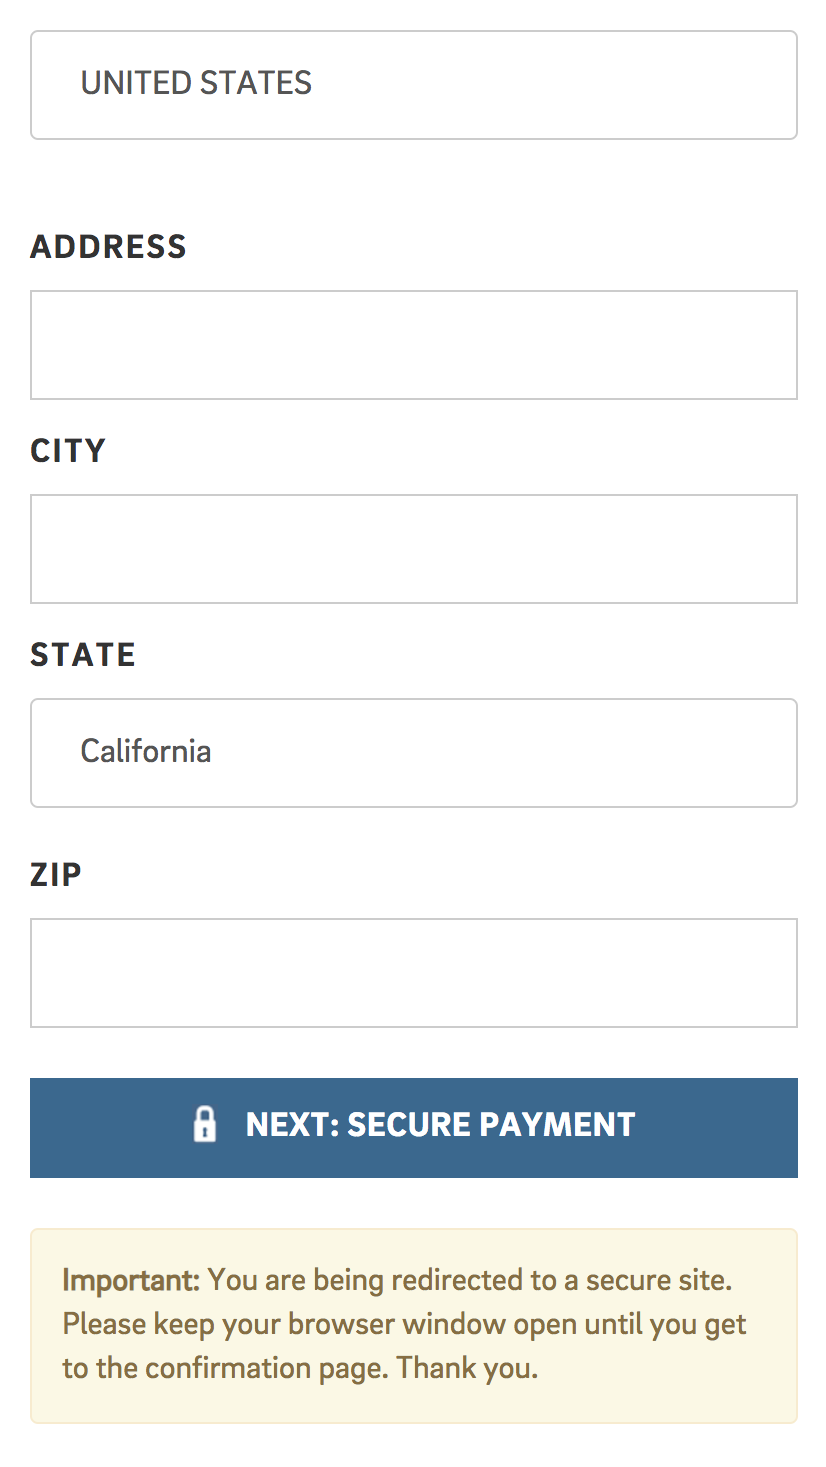 UNITED STATES
ADDRESS
CITY
STATE
California
ZIP
NEXT: SECURE PAYMENT
Important: You are being redirected to a secure site.
Please keep your browser window open until you get
to the confirmation page. Thank you.